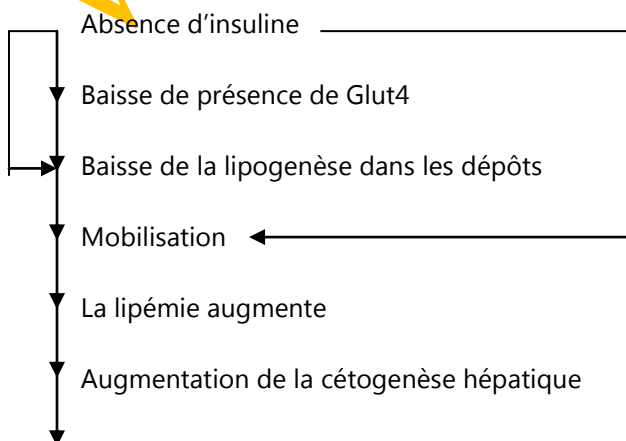 Absence d’insuline
Baisse de présence de Glut4
Baisse de la lipogenèse dans les dépôts
Mobilisation
La lipémie augmente
Augmentation de la cétogenèse hépatique